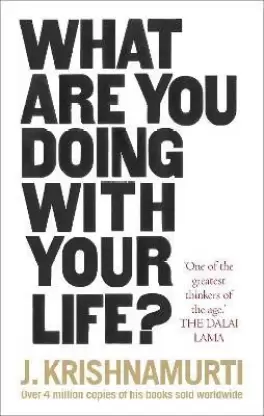 WHAT
ARE YOU
DOING
WITH
YOUR
LIFE?
'One of the
greatest
thinkers of
the age.'
THE DALAI
LAMA
J. KRISHNAMURTI
Over 4 million copies of his books sold worldwide